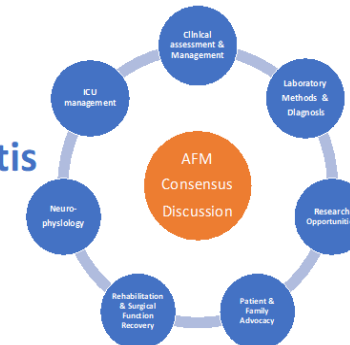 Clinical
assessment &
Management
ICU
management
Laboratory
Methods &
Diagnosis
tis
AFM
Consensus
Discussion
Neuro-
physiology
Research
Opportuniti
Rehabilitation
& Surgical
Function
Recovery
Patient &
Family
Advocacy